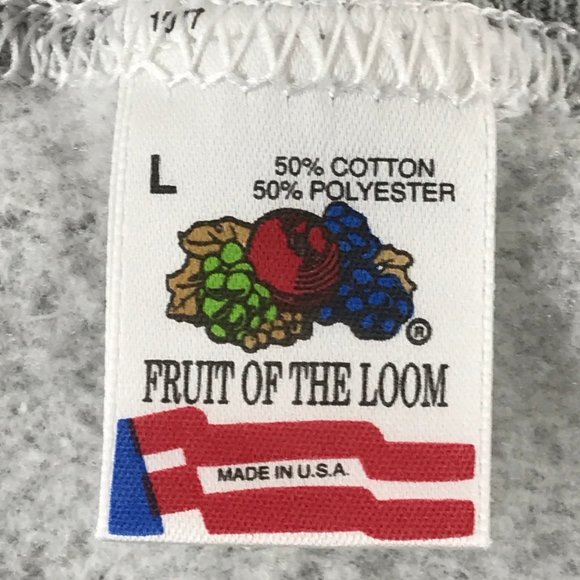 L
50% COTTON
50% POLYESTER
®
FRUIT OF THE LOOM
MADE IN U.S.A.